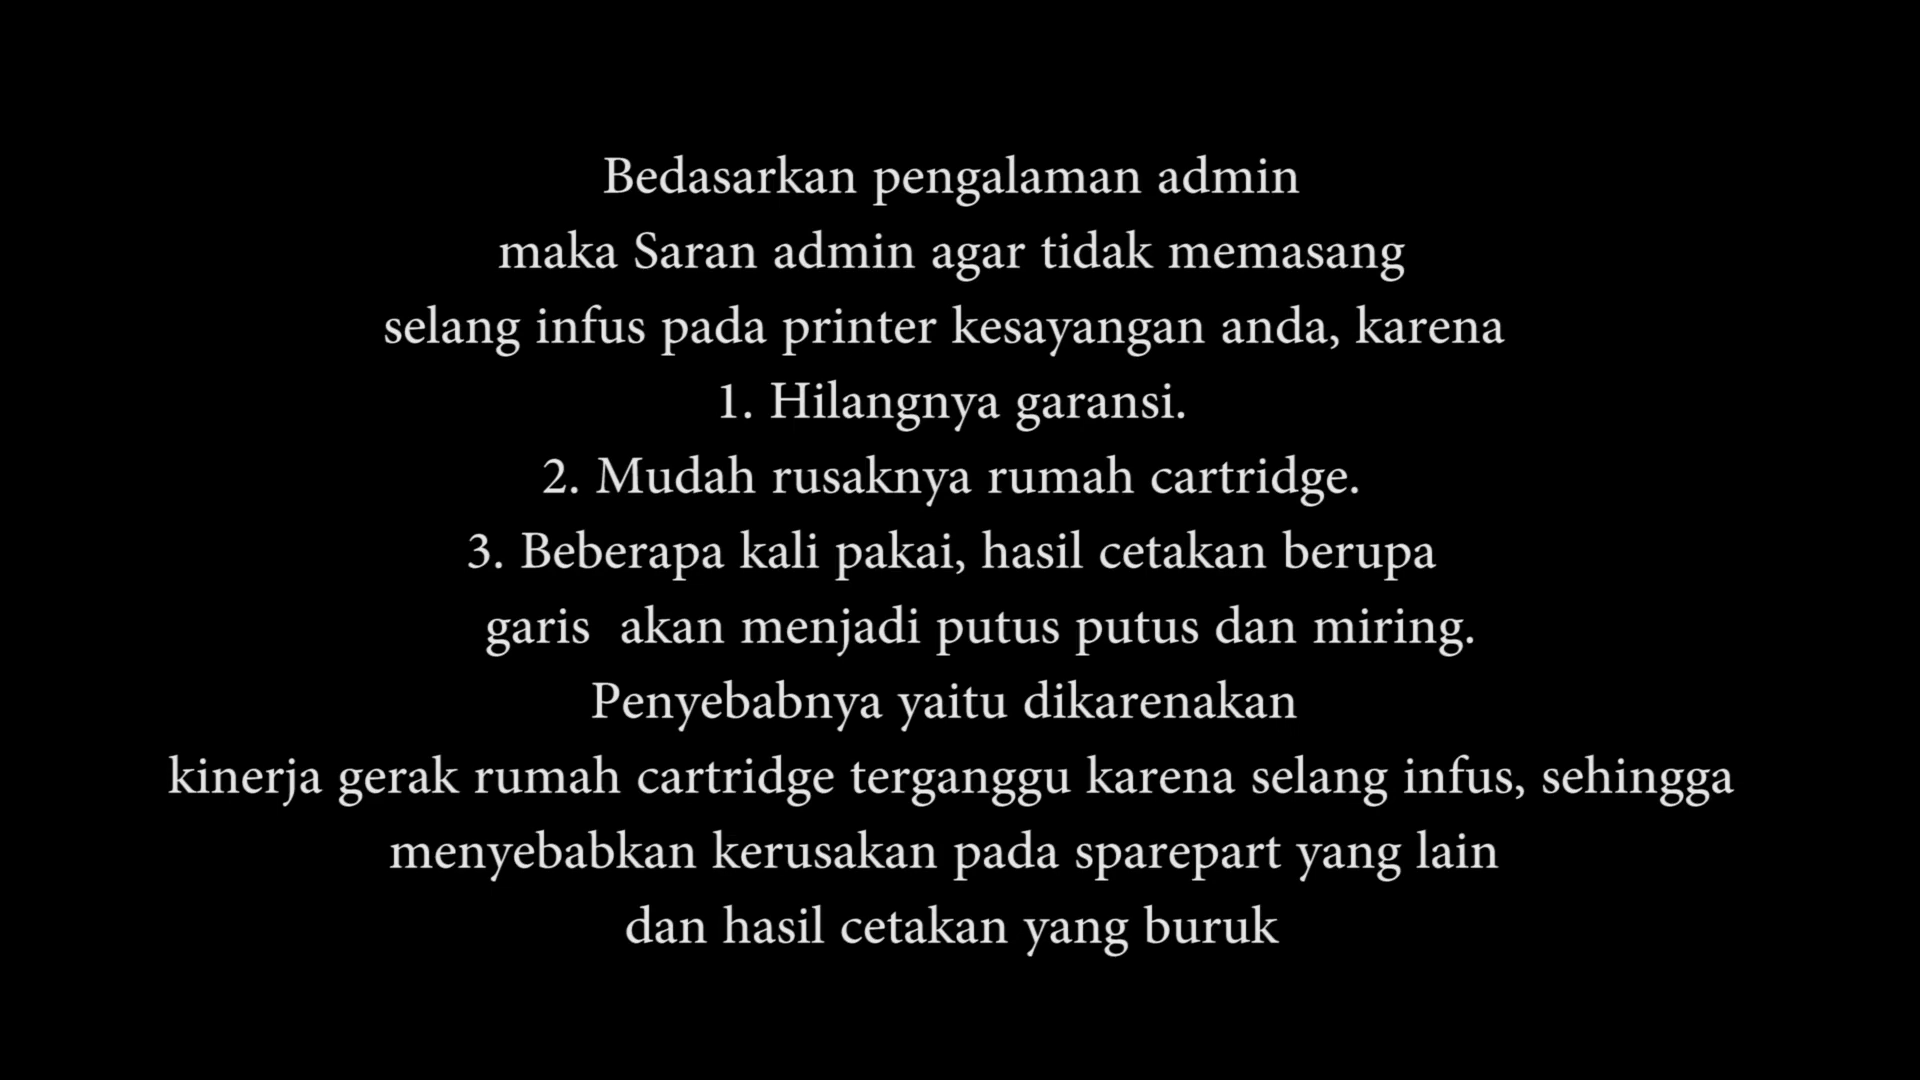 Bedasarkan pengalaman admin
maka Saran admin agar tidak memasang
selang infus pada printer kesayangan anda, karena
1. Hilangnya garansi.
2. Mudah rusaknya rumah cartridge.
3. Beberapa kali pakai, hasil cetakan berupa
garis  akan menjadi putus putus dan miring.
Penyebabnya yaitu dikarenakan
kinerja gerak rumah cartridge terganggu karena selang infus, sehingga
menyebabkan kerusakan pada sparepart yang lain
dan hasil cetakan yang buruk